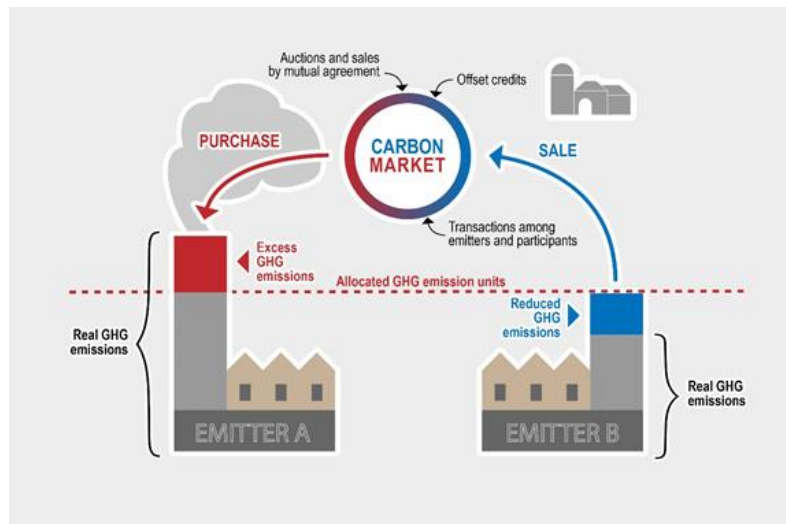 Auctions and sales
by mutual agreement
Offset credits
PURCHASE
CARBON
MARKET
SALE
Transactions among
emitters and participants
Excess
GHG
emissions
Allocated GHG emission units
Reduced
GHG
emissions
Real GHG
emissions
Real GHG
emissions
EMITTER A
EMITTER B